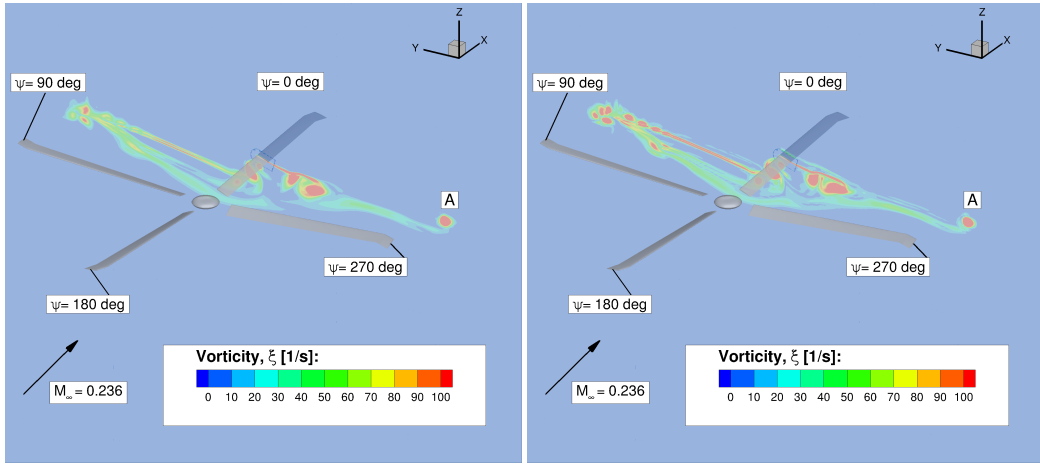 Z
Y
X
ψ= 90 deg
ψ= 0 deg
A
ψ= 270 deg
ψ= 180 deg
M∞ = 0.236
Vorticity, ξ [1/s]:
0 10 20 30 40 50 60 70 80 90 100
Z
Y
X
ψ= 90 deg
ψ= 0 deg
A
ψ= 270 deg
ψ= 180 deg
M∞ = 0.236
Vorticity, ξ [1/s]:
0 10 20 30 40 50 60 70 80 90 100